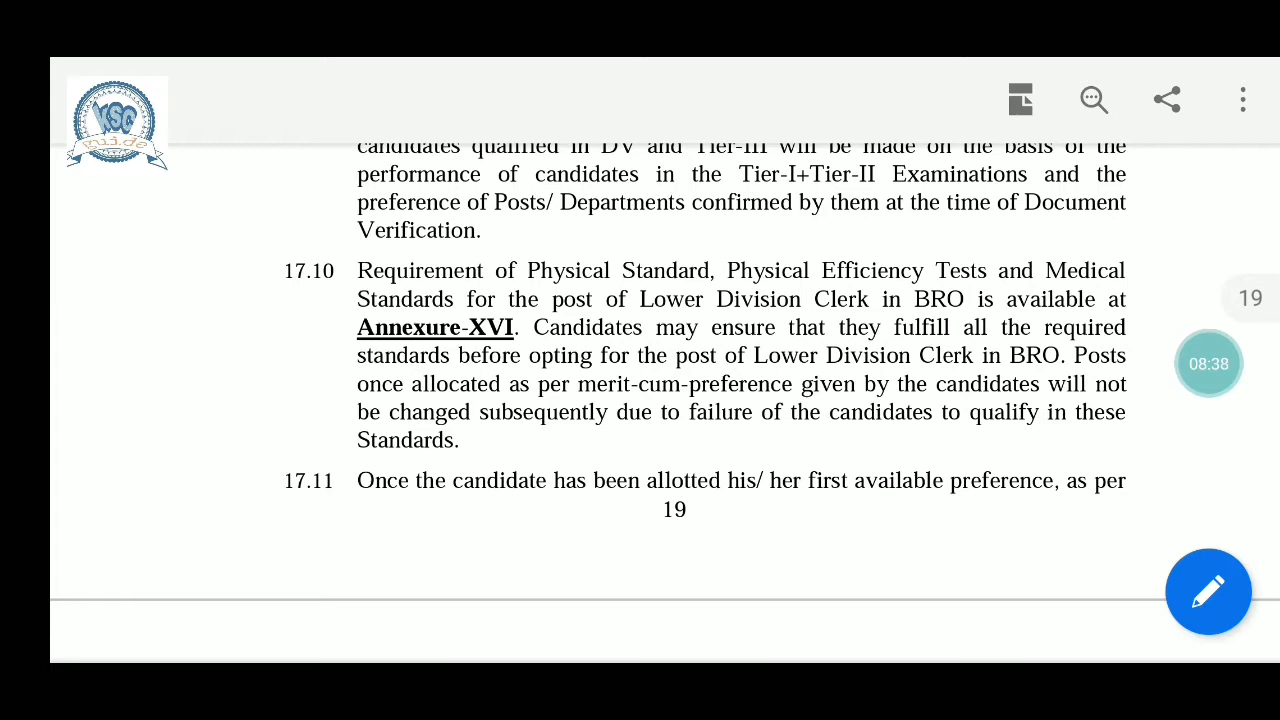 KSG
gui.de
candidates qualified in DV and Tier-III will be made on the basis of the
performance of candidates in the Tier-I+Tier-II Examinations and the
preference of Posts/ Departments confirmed by them at the time of Document
Verification.
17.10 Requirement of Physical Standard, Physical Efficiency Tests and Medical
Standards for the post of Lower Division Clerk in BRO is available at
Annexure-XVI. Candidates may ensure that they fulfill all the required
standards before opting for the post of Lower Division Clerk in BRO. Posts
once allocated as per merit-cum-preference given by the candidates will not
be changed subsequently due to failure of the candidates to qualify in these
Standards.
17.11 Once the candidate has been allotted his/ her first available preference, as per
19
19
08:38